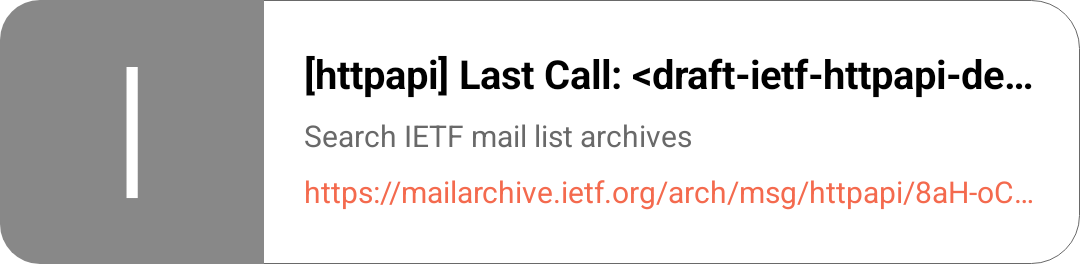 I
[httpapi] Last Call: <draft-ietf-httpapi-de...
Search IETF mail list archives
https://mailarchive.ietf.org/arch/msg/httpapi/8aH-oC...